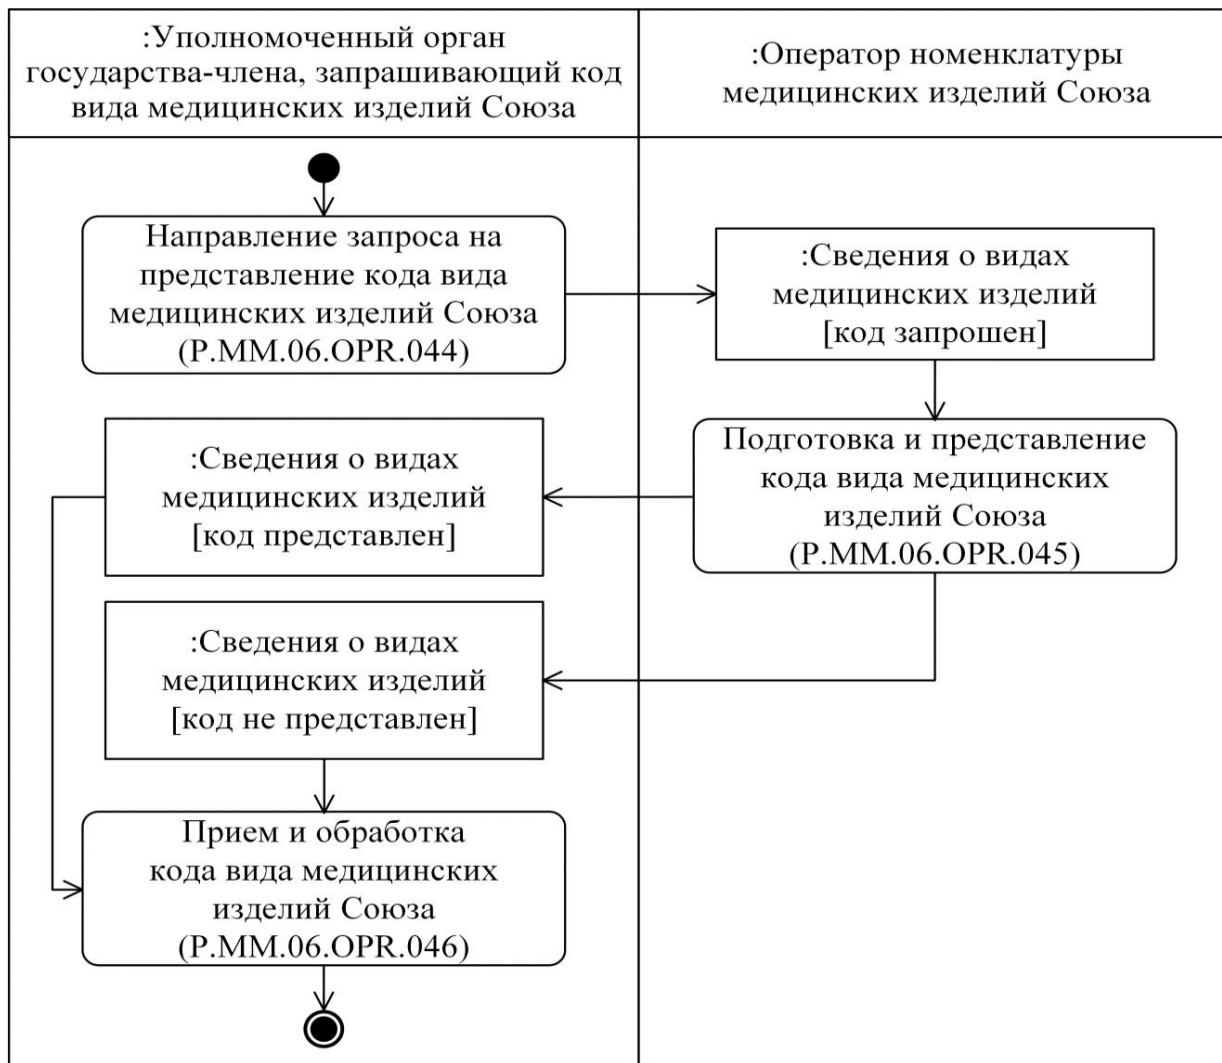 :Уполномоченный орган
государства-члена, запрашивающий код
вида медицинских изделий Союза
:Оператор номенклатуры
медицинских изделий Союза
Направление запроса на
представление кода вида
медицинских изделий Союза
(P.MM.06.OPR.044)
:Сведения о видах
медицинских изделий
[код запрошен]
Подготовка и представление
кода вида медицинских
изделий Союза
(P.MM.06.OPR.045)
:Сведения о видах
медицинских изделий
[код представлен]
:Сведения о видах
медицинских изделий
[код не представлен]
Прием и обработка
кода вида медицинских
изделий Союза
(P.MM.06.OPR.046)